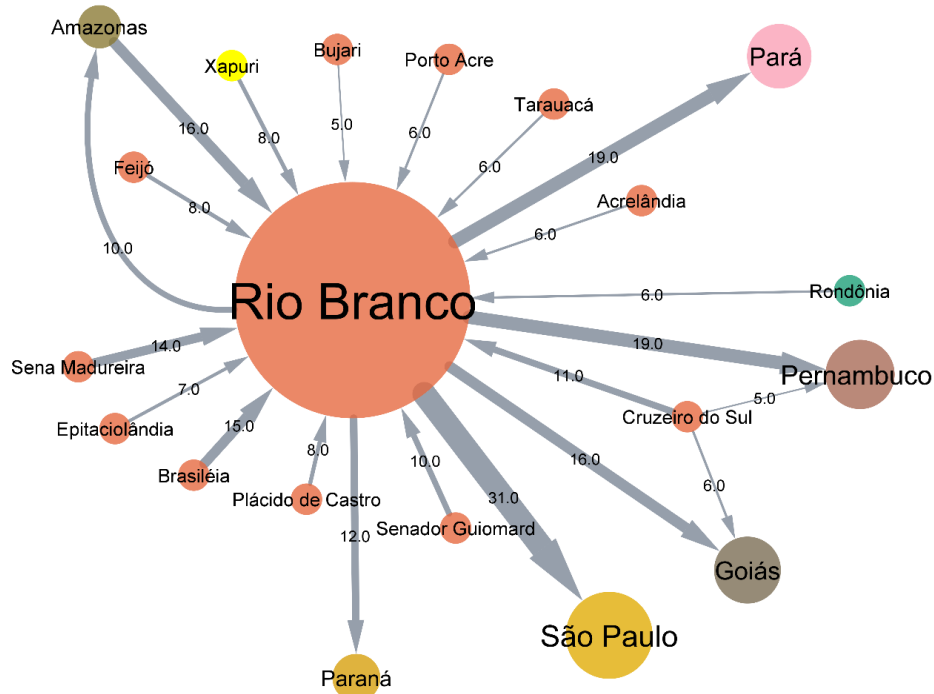 Amazonas
Bujari
Porto Acre
Pará
Xapuri
Tarauacá
16.0
8.0
5.0
6.0
19.0
Feijó
6.0
8.0
Acrelândia
6.0
10.0
Rio Branco
6.0
Rondônia
14.0
19.0
Sena Madureira
11.0
Pernambuco
7.0
5.0
Epitaciolândia
15.0
Cruzeiro do Sul
8.0
10.0
16.0
Brasiléia
6.0
Plácido de Castro
31.0
12.0
Senador Guiomard
Goiás
São Paulo
Paraná